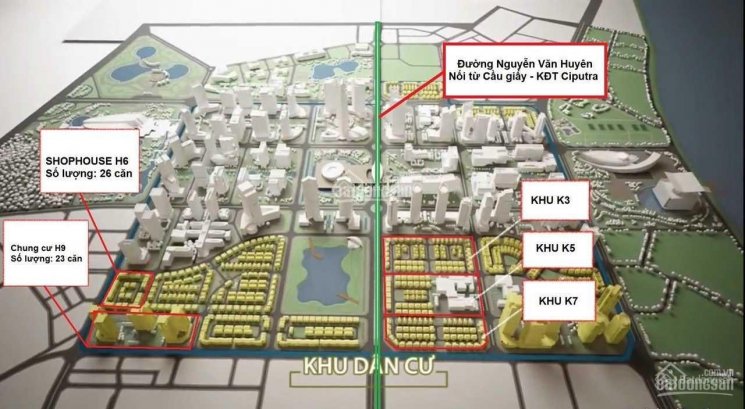 Đường Nguyễn Văn Huyên
Nối từ Cầu giấy - KĐT Ciputra
SHOPHOUSE H6
Số lượng: 26 căn
Chung cư H9
Số lượng: 23 căn
KHU K3
KHU K5
KHU K7
KHU DÂN CƯ
batdongsan
.com.vn
batdongsan